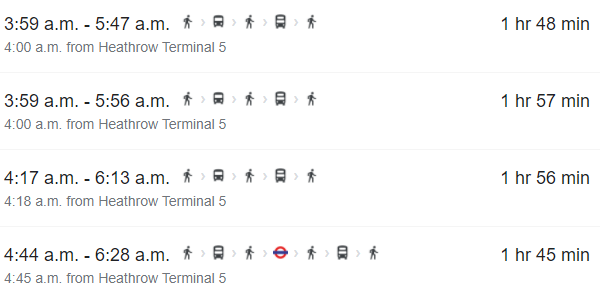 3:59 a.m. - 5:47 a.m. 1 hr 48 min
4:00 a.m. from Heathrow Terminal 5
3:59 a.m. - 5:56 a.m. 1 hr 57 min
4:00 a.m. from Heathrow Terminal 5
4:17 a.m. - 6:13 a.m. 1 hr 56 min
4:18 a.m. from Heathrow Terminal 5
4:44 a.m. - 6:28 a.m. 1 hr 45 min
4:45 a.m. from Heathrow Terminal 5